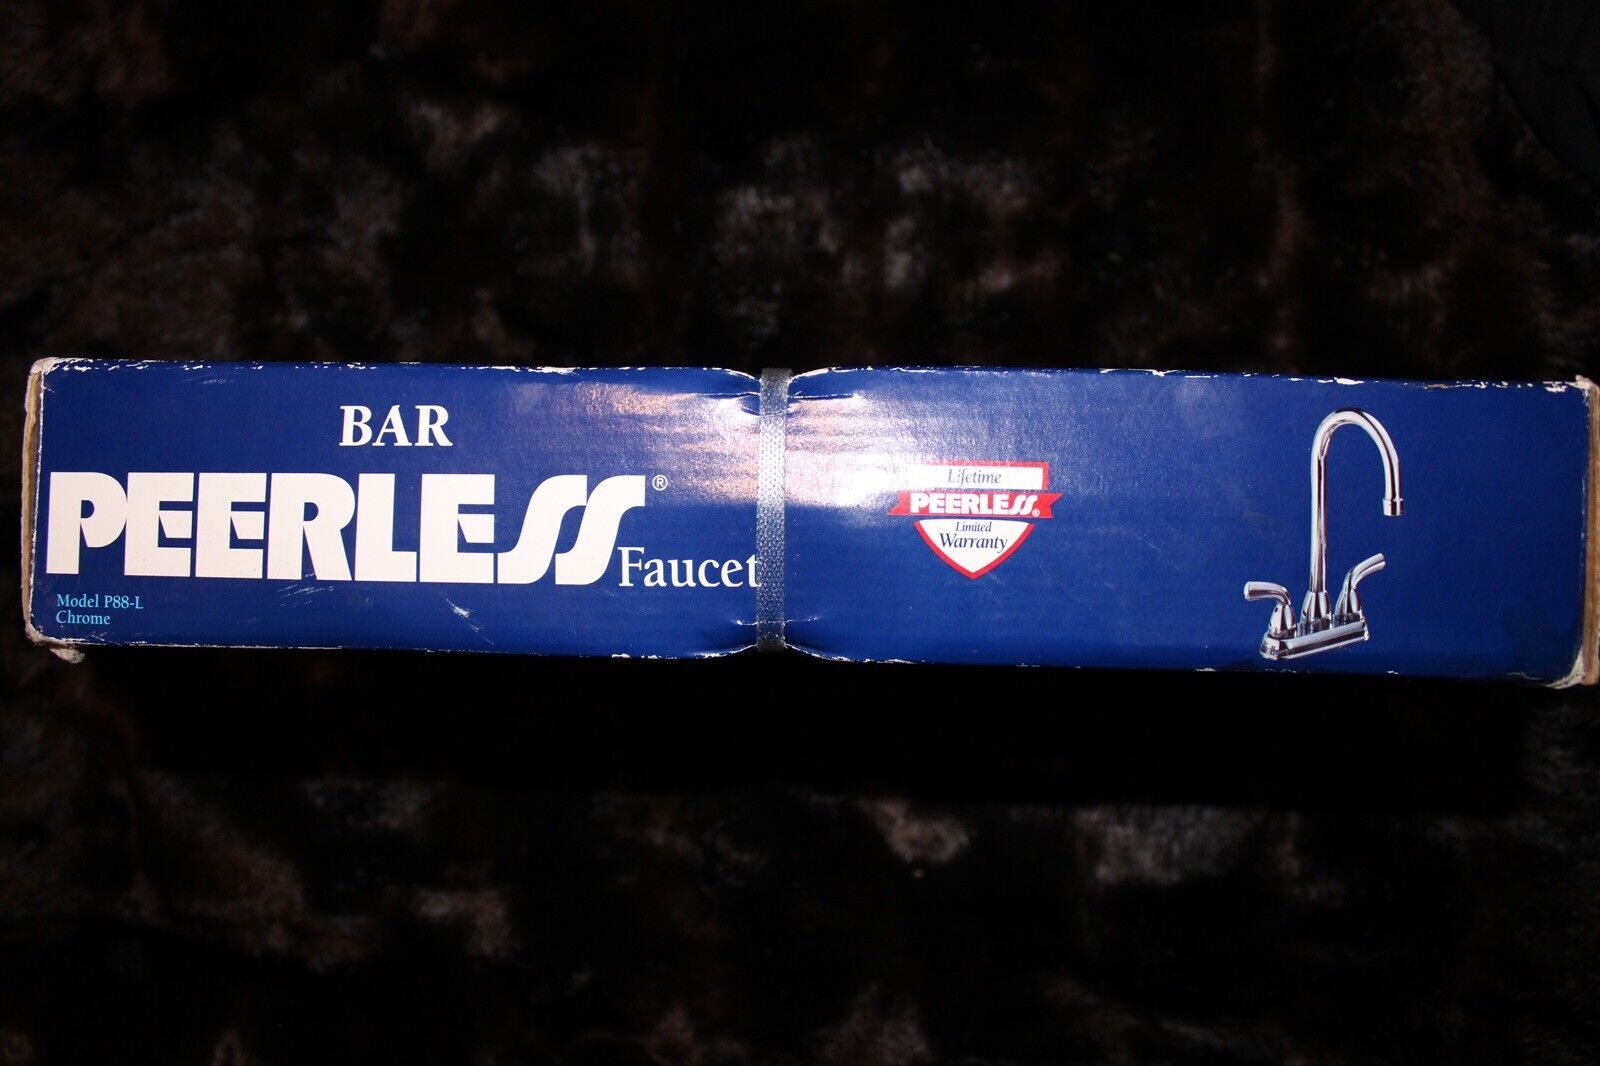 BAR
PEERLESS®
Faucet
Model P88-L
Chrome
Lifetime
PEERLESS®
Limited
Warranty